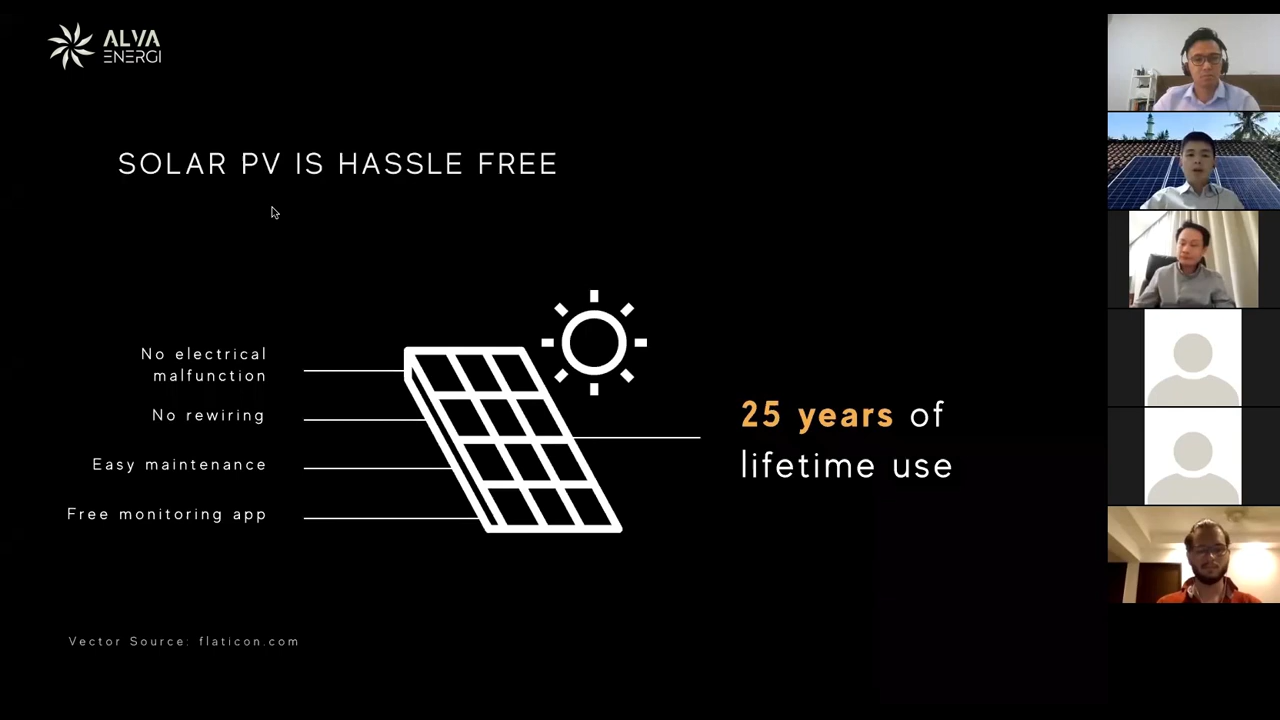 ALVA
ENERGI
SOLAR PV IS HASSLE FREE
No electrical
malfunction
No rewiring
Easy maintenance
Free monitoring app
25 years of
lifetime use
Vector Source: flaticon.com